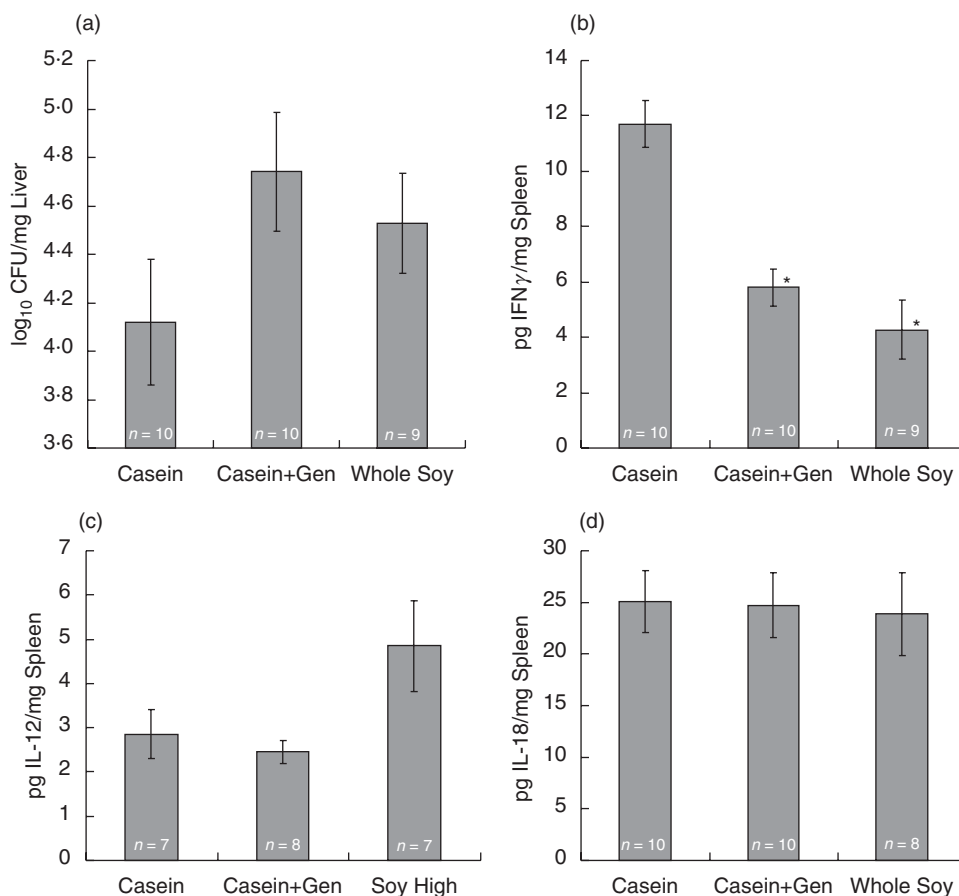 (a)
log10 CFU/mg Liver
5·2
5·0
4·8
4·6
4·4
4·2
4·0
3·8
3·6
n = 10
n = 10
n = 9
Casein Casein+Gen Whole Soy
(b)
pg IFNγ/mg Spleen
14
12
10
8
6
4
2
0
*
*
n = 10
n = 10
n = 9
Casein Casein+Gen Whole Soy
(c)
pg IL-12/mg Spleen
7
6
5
4
3
2
1
0
n = 7
n = 8
n = 7
Casein Casein+Gen Soy High
(d)
pg IL-18/mg Spleen
30
25
20
15
10
5
0
n = 10
n = 10
n = 8
Casein Casein+Gen Whole Soy